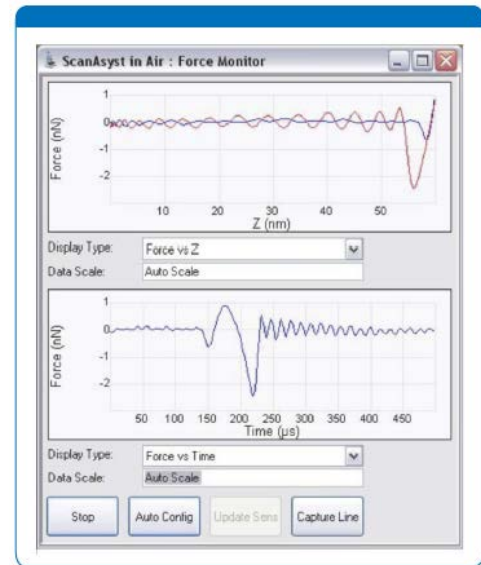 ScanAsyst in Air : Force Monitor
1
0
-1
-2
Force (nN)
10 20 30 40 50
Z (nm)
Display Type: Force vs Z
Data Scale: Auto Scale
1
0
-1
-2
Force (nN)
50 100 150 200 250 300 350 400 450
Time (µs)
Display Type: Force vs Time
Data Scale: Auto Scale
Stop Auto Config Update Sens Capture Line